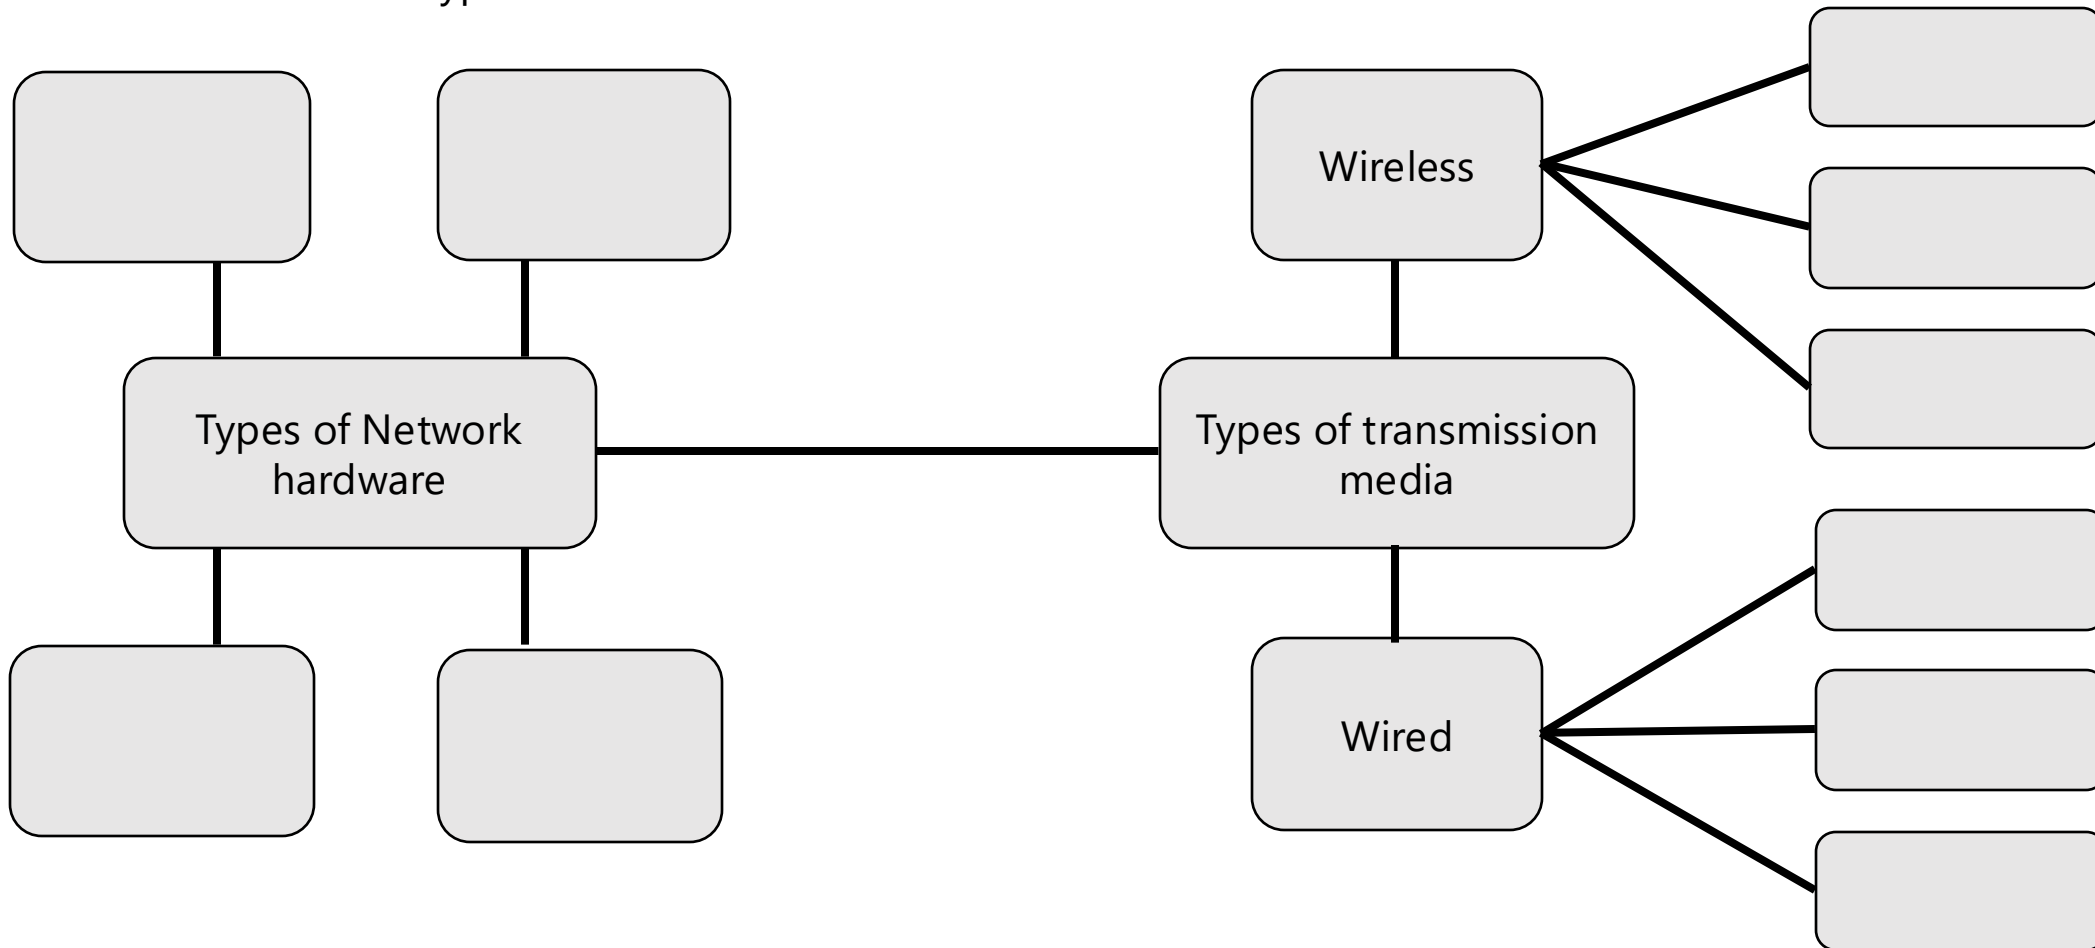 Wireless
Types of Network
hardware
Types of transmission
media
Wired